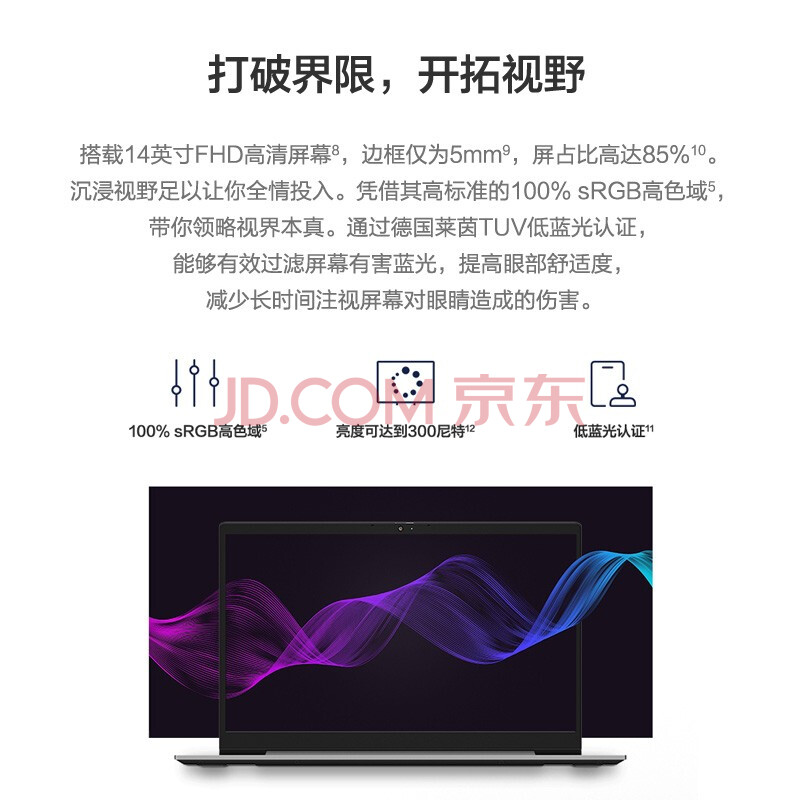 打破界限，开拓视野
搭载14英寸FHD高清屏幕⁸，边框仅为5mm⁹，屏占比高达85%¹⁰。
沉浸视野足以让你全情投入。凭借其高标准的100% sRGB高色域⁵，
带你领略视界本真。通过德国莱茵TUV低蓝光认证，
能够有效过滤屏幕有害蓝光，提高眼部舒适度，
减少长时间注视屏幕对眼睛造成的伤害。
JD.COM 京东
100% sRGB高色域⁵
亮度可达到300尼特¹²
低蓝光认证¹¹